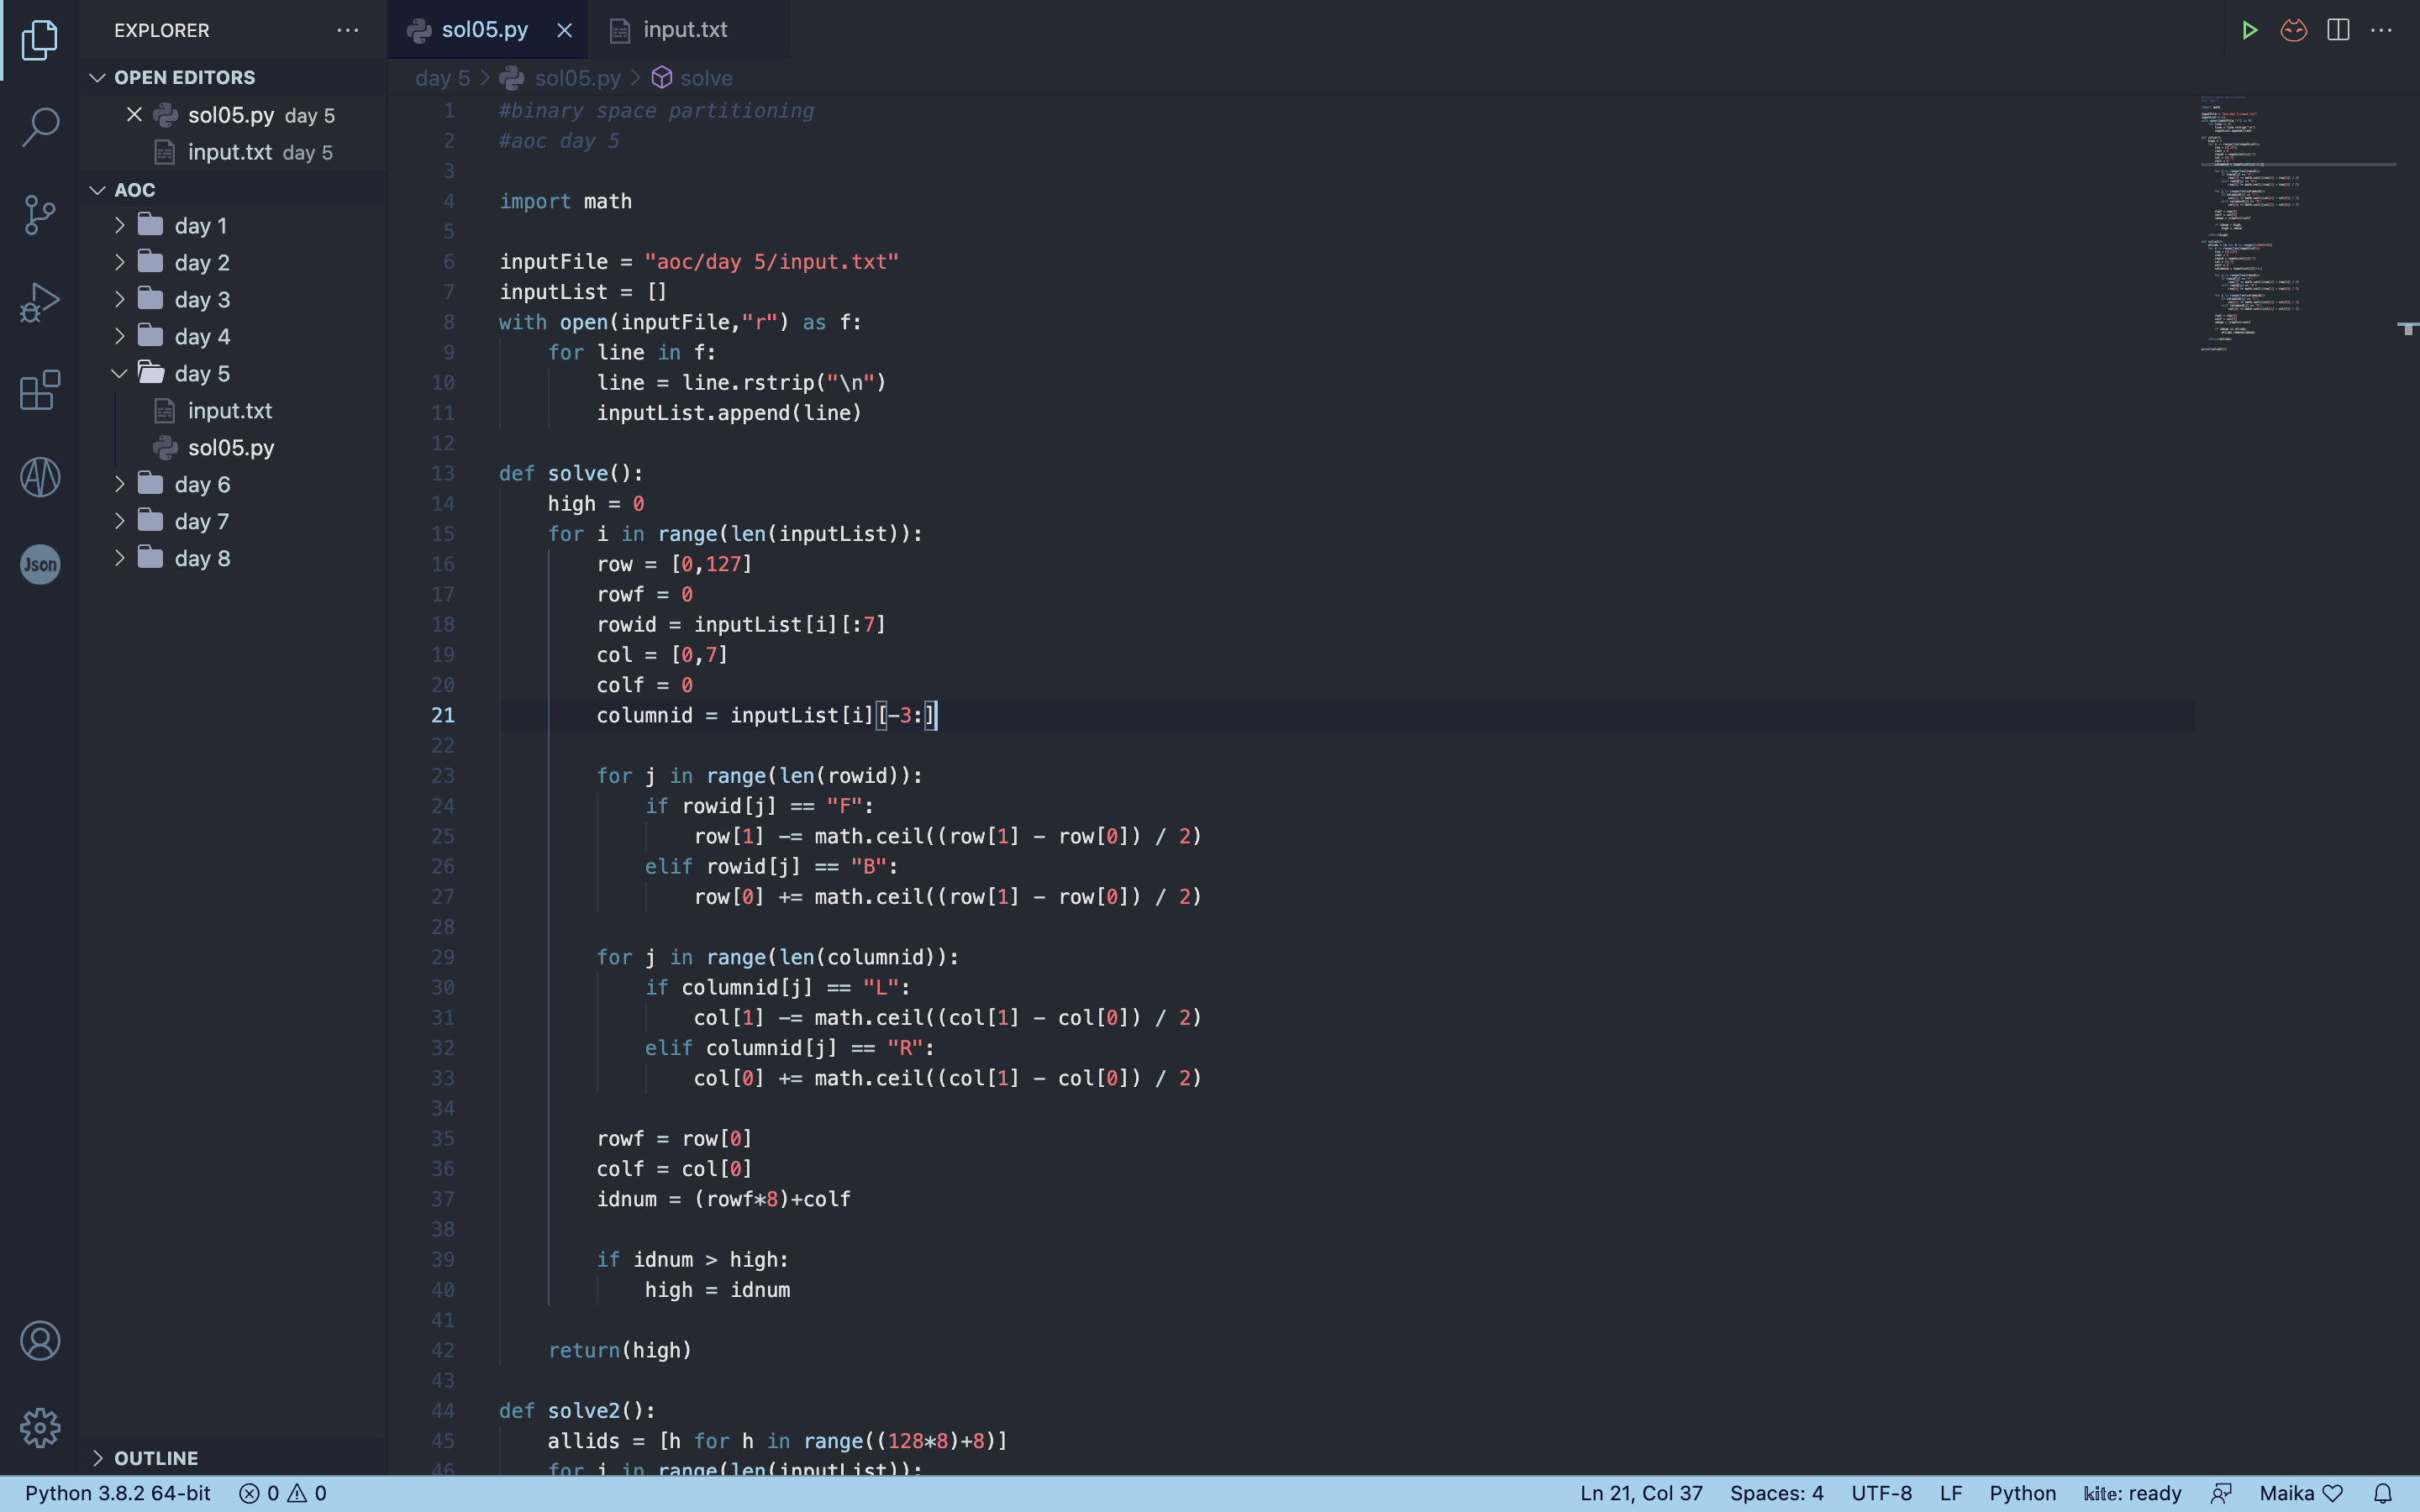 EXPLORER
OPEN EDITORS
sol05.py day 5
input.txt day 5
AOC
day 1
day 2
day 3
day 4
day 5
input.txt
sol05.py
day 6
day 7
day 8
OUTLINE
Json
sol05.py
input.txt
day 5 > sol05.py > solve
1 #binary space partitioning
2 #aoc day 5
3
4 import math
5
6 inputFile = "aoc/day 5/input.txt"
7 inputList = []
8 with open(inputFile,"r") as f:
9     for line in f:
10         line = line.rstrip("\n")
11         inputList.append(line)
12
13 def solve():
14     high = 0
15     for i in range(len(inputList)):
16         row = [0,127]
17         rowf = 0
18         rowid = inputList[i][:7]
19         col = [0,7]
20         colf = 0
21         columnid = inputList[i][-3:]
22
23         for j in range(len(rowid)):
24             if rowid[j] == "F":
25                 row[1] -= math.ceil((row[1] - row[0]) / 2)
26             elif rowid[j] == "B":
27                 row[0] += math.ceil((row[1] - row[0]) / 2)
28
29         for j in range(len(columnid)):
30             if columnid[j] == "L":
31                 col[1] -= math.ceil((col[1] - col[0]) / 2)
32             elif columnid[j] == "R":
33                 col[0] += math.ceil((col[1] - col[0]) / 2)
34
35         rowf = row[0]
36         colf = col[0]
37         idnum = (rowf*8)+colf
38
39         if idnum > high:
40             high = idnum
41
42     return(high)
43
44 def solve2():
45     allids = [h for h in range((128*8)+8)]
46     for i in range(len(inputList)):
Python 3.8.2 64-bit 0 0 Ln 21, Col 37 Spaces: 4 UTF-8 LF Python kite: ready Maika ♡